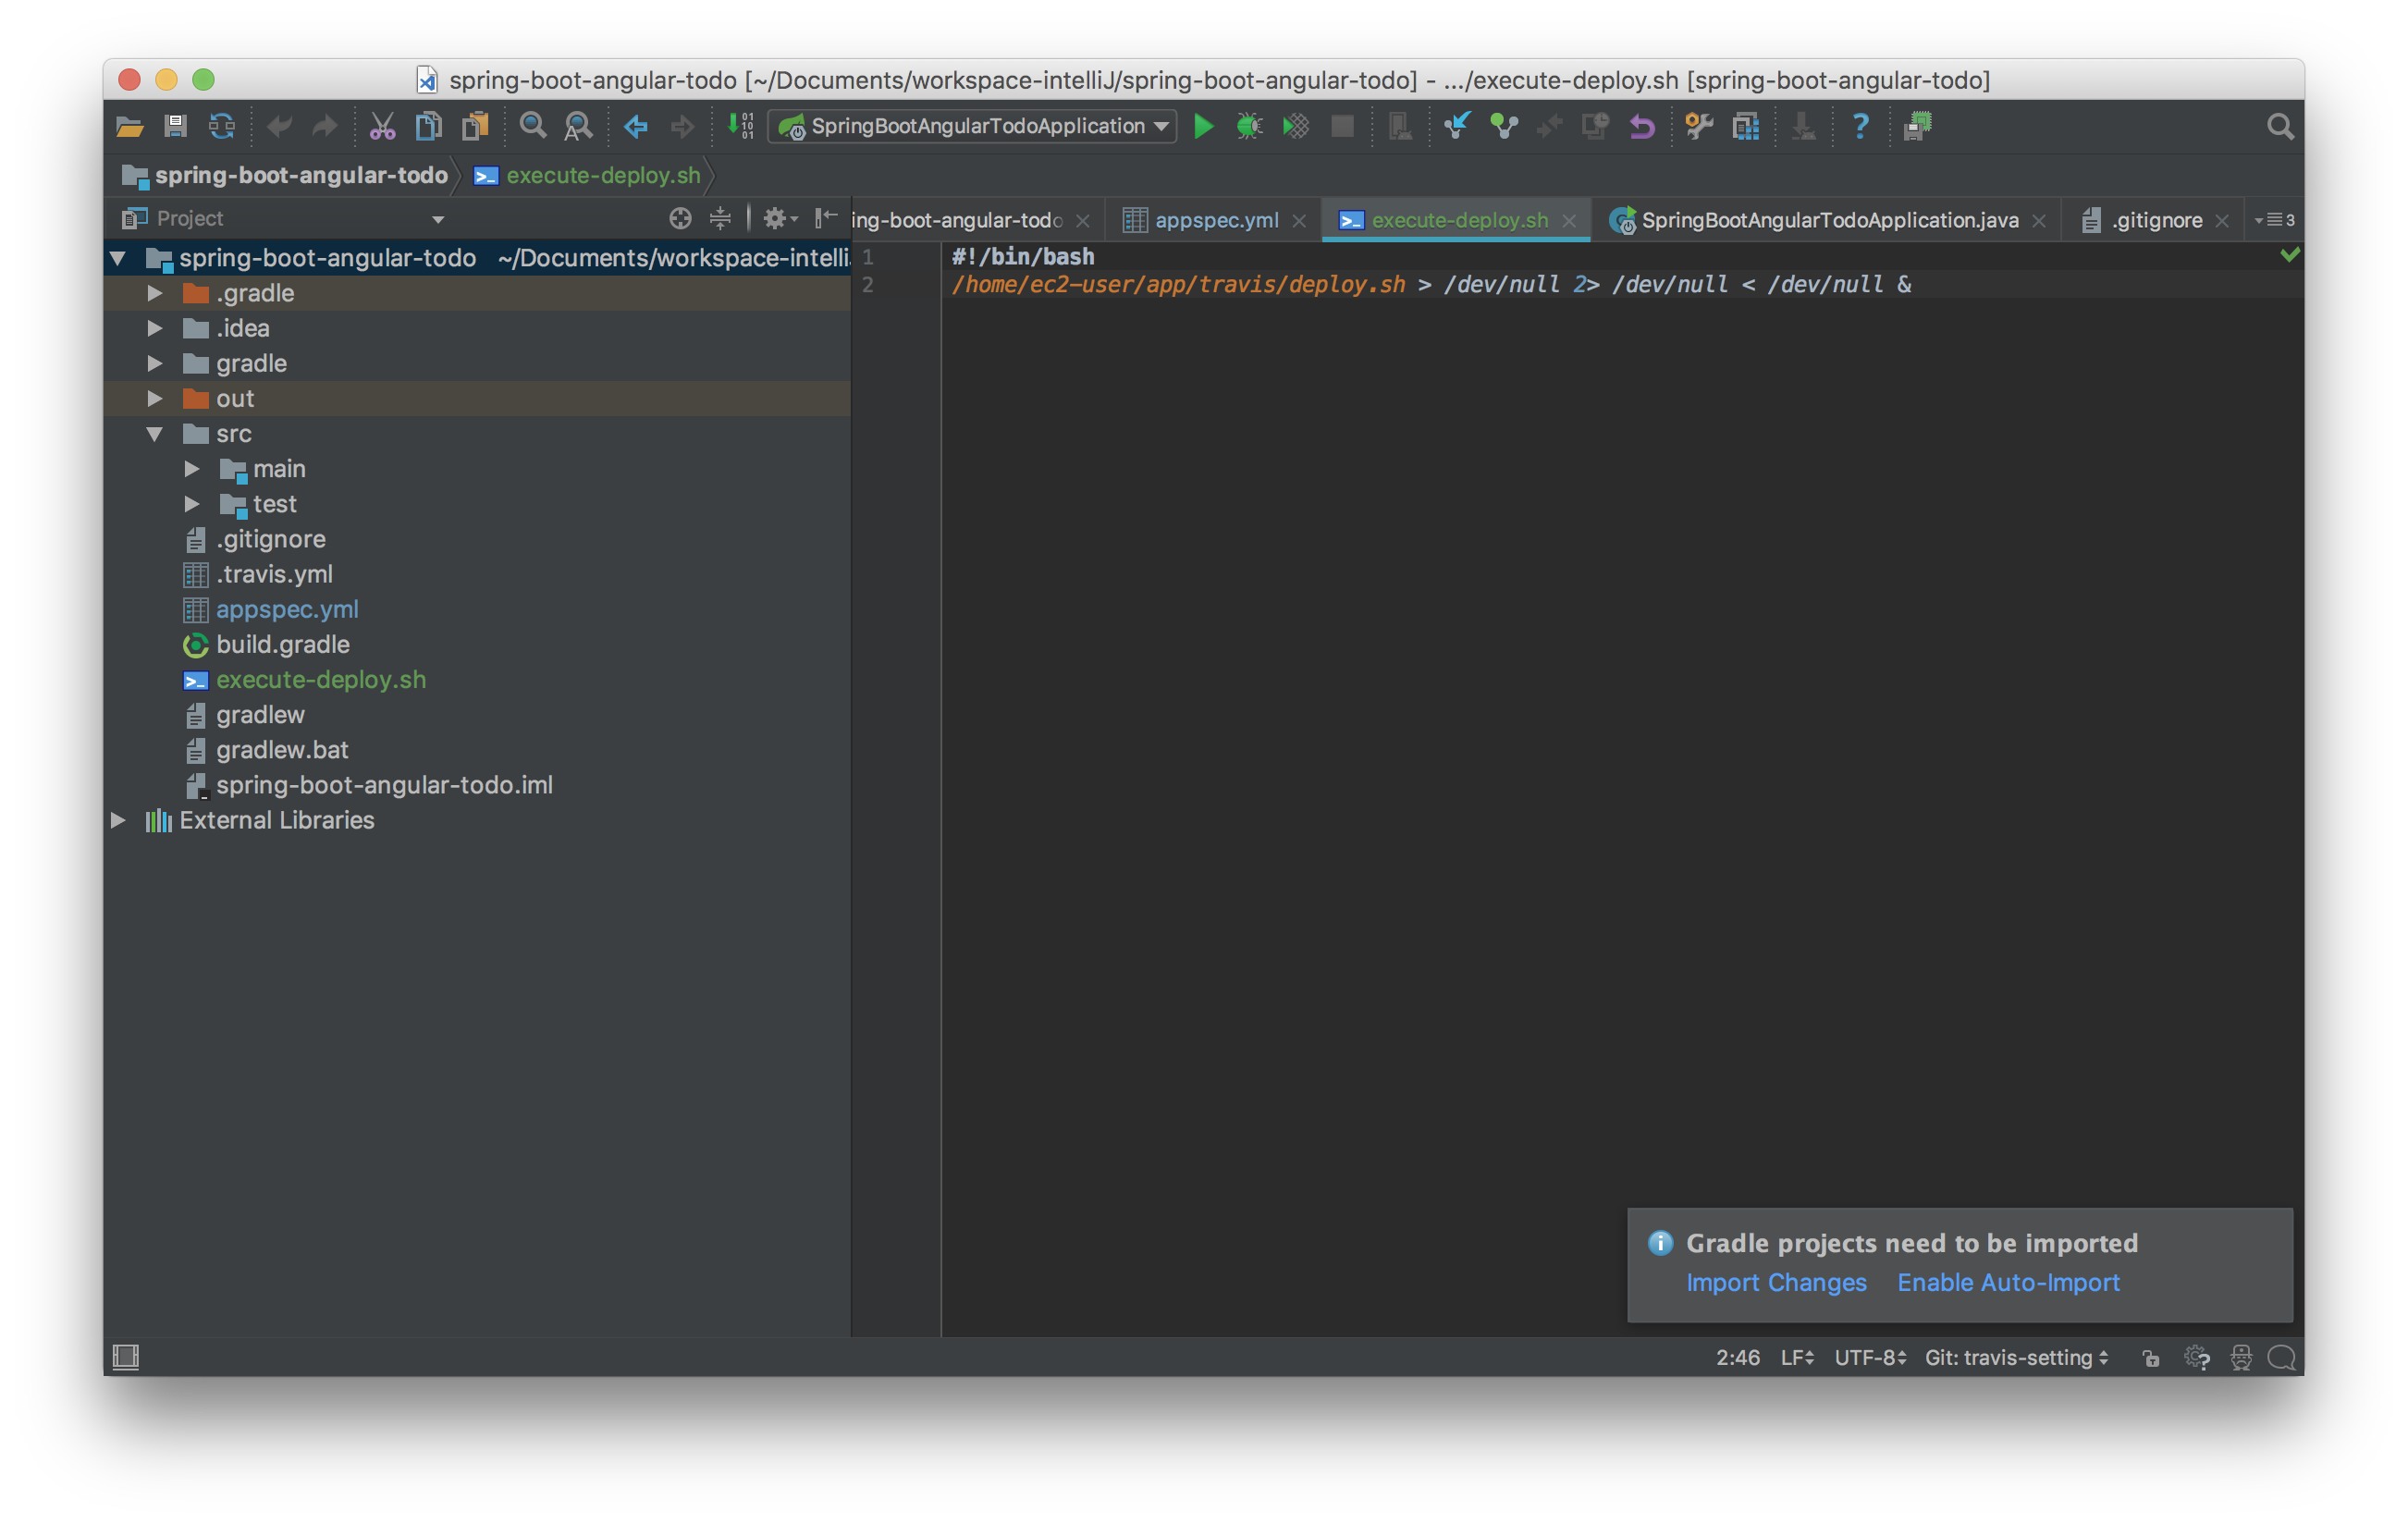 spring-boot-angular-todo [~/Documents/workspace-intelliJ/spring-boot-angular-todo] - .../execute-deploy.sh [spring-boot-angular-todo]
SpringBootAngularTodoApplication
spring-boot-angular-todo execute-deploy.sh
Project
ing-boot-angular-todo appspec.yml execute-deploy.sh SpringBootAngularTodoApplication.java .gitignore 3
spring-boot-angular-todo ~/Documents/workspace-intelli
.gradle
.idea
gradle
out
src
main
test
.gitignore
.travis.yml
appspec.yml
build.gradle
execute-deploy.sh
gradlew
gradlew.bat
spring-boot-angular-todo.iml
External Libraries
1 #!/bin/bash
2 /home/ec2-user/app/travis/deploy.sh > /dev/null 2> /dev/null < /dev/null &
Gradle projects need to be imported
Import Changes Enable Auto-Import
2:46 LF UTF-8 Git: travis-setting